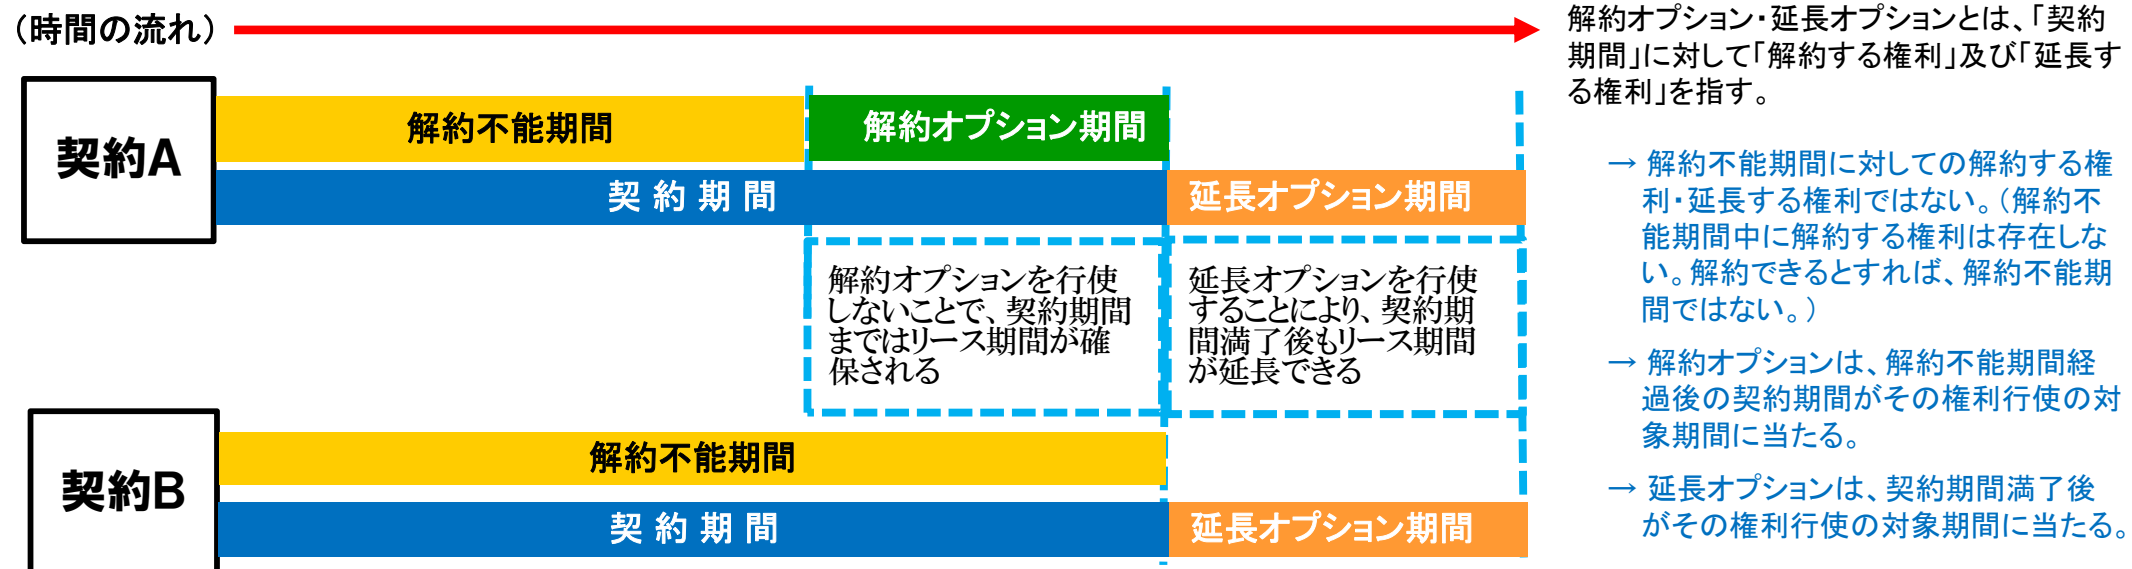 （時間の流れ）
契約A
解約不能期間
解約オプション期間
契 約 期 間
延長オプション期間
解約オプションを行使
しないことで、契約期間
まではリース期間が確
保される
延長オプションを行使
することにより、契約期
間満了後もリース期間
が延長できる
契約B
解約不能期間
契 約 期 間
延長オプション期間
解約オプション・延長オプションとは、「契約
期間」に対して「解約する権利」及び「延長す
る権利」を指す。
→ 解約不能期間に対しての解約する権
利・延長する権利ではない。（解約不
能期間中に解約する権利は存在しな
い。解約できるとすれば、解約不能期
間ではない。）
→ 解約オプションは、解約不能期間経
過後の契約期間がその権利行使の対
象期間に当たる。
→ 延長オプションは、契約期間満了後
がその権利行使の対象期間に当たる。